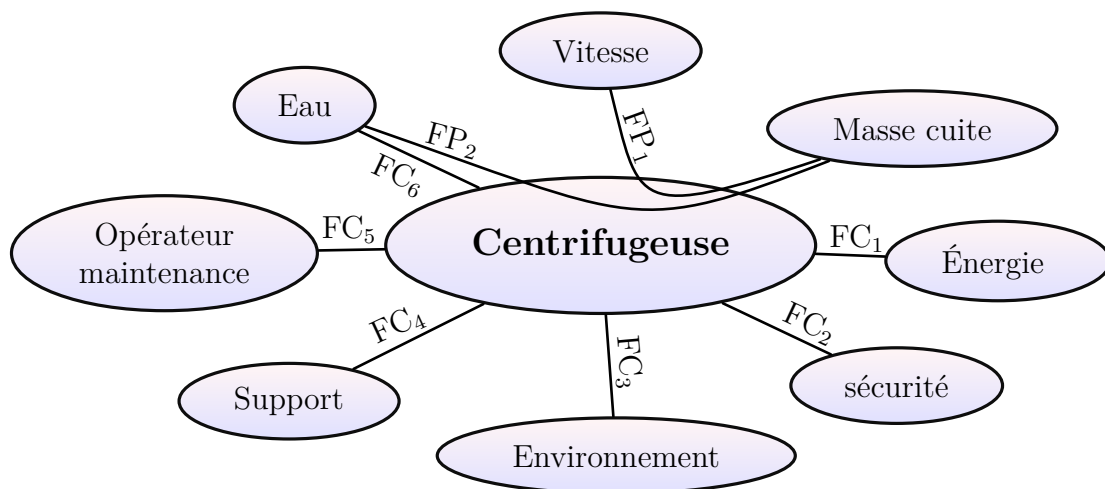 Vitesse
Eau
Masse cuite
FP₁
FP₂
FC₆
Opérateur
maintenance
FC₅
Centrifugeuse
FC₁
Énergie
FC₄
FC₃
FC₂
Support
sécurité
Environnement